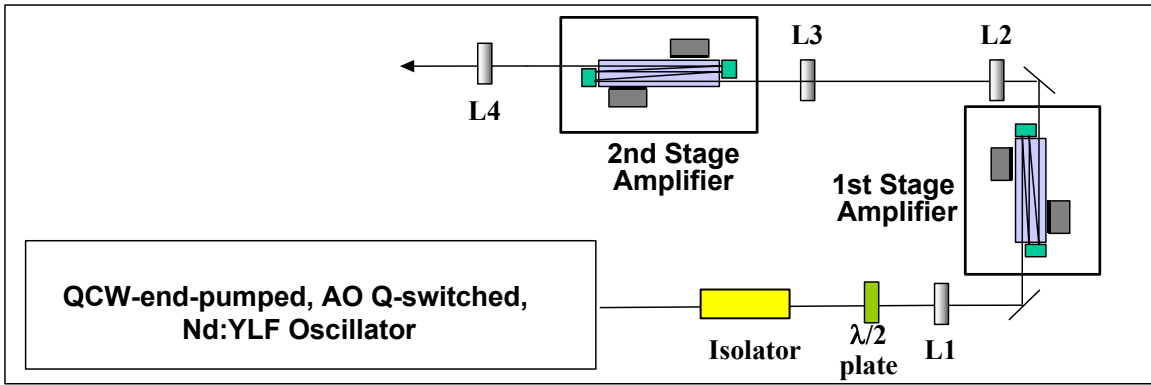 L3
L2
L4
2nd Stage
Amplifier
1st Stage
Amplifier
QCW-end-pumped, AO Q-switched,
Nd:YLF Oscillator
Isolator
λ/2
plate
L1